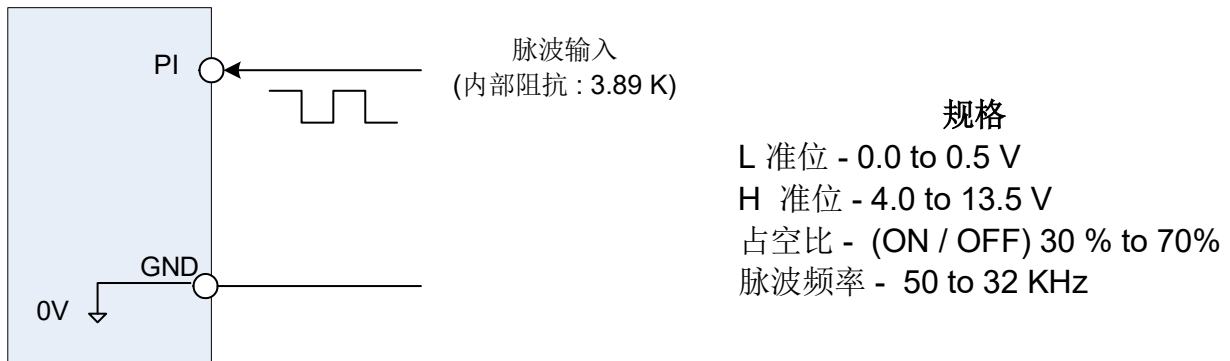 PI
脉波输入
(内部阻抗 : 3.89 K)
GND
0V
规格
L 准位 - 0.0 to 0.5 V
H 准位 - 4.0 to 13.5 V
占空比 - (ON / OFF) 30 % to 70%
脉波频率 - 50 to 32 KHz